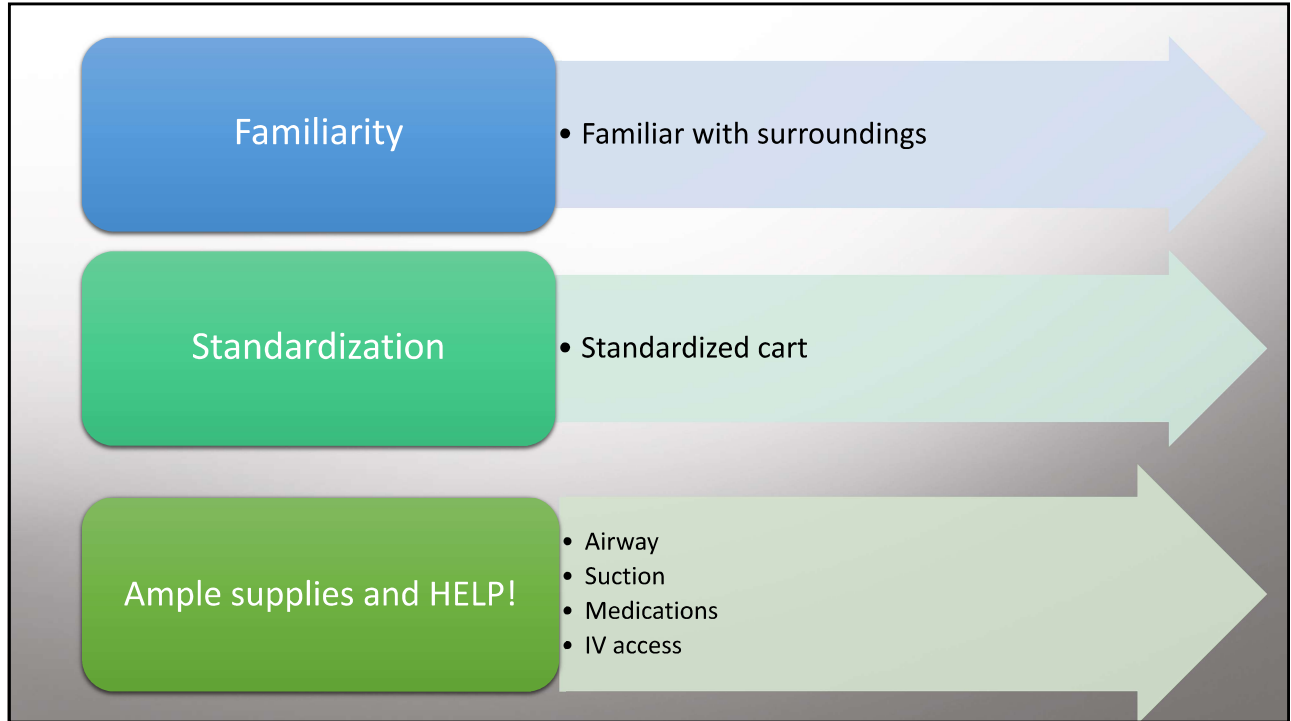 Familiarity
• Familiar with surroundings
Standardization
• Standardized cart
Ample supplies and HELP!
• Airway
• Suction
• Medications
• IV access